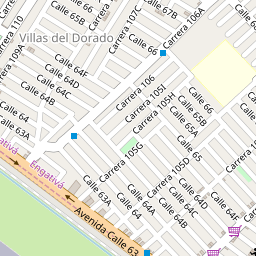 Calle 66
Carrera 107C
Calle 67B
Carrera 106A
Villas del Dorado
Calle 66
Calle 64F
Calle 64D
Calle 64C
Calle 64B
Carrera 109A
Carrera 106
Carrera 105I
Carrera 105H
Calle 66
Calle 65B
Calle 65A
Calle 65
Calle 64
Calle 63A
Engativá
Carrera 105G
Carrera 105D
Calle 63A
Calle 64
Calle 64A
Calle 64B
Calle 64C
Calle 64D
Calle 64F
Avenida Calle 63